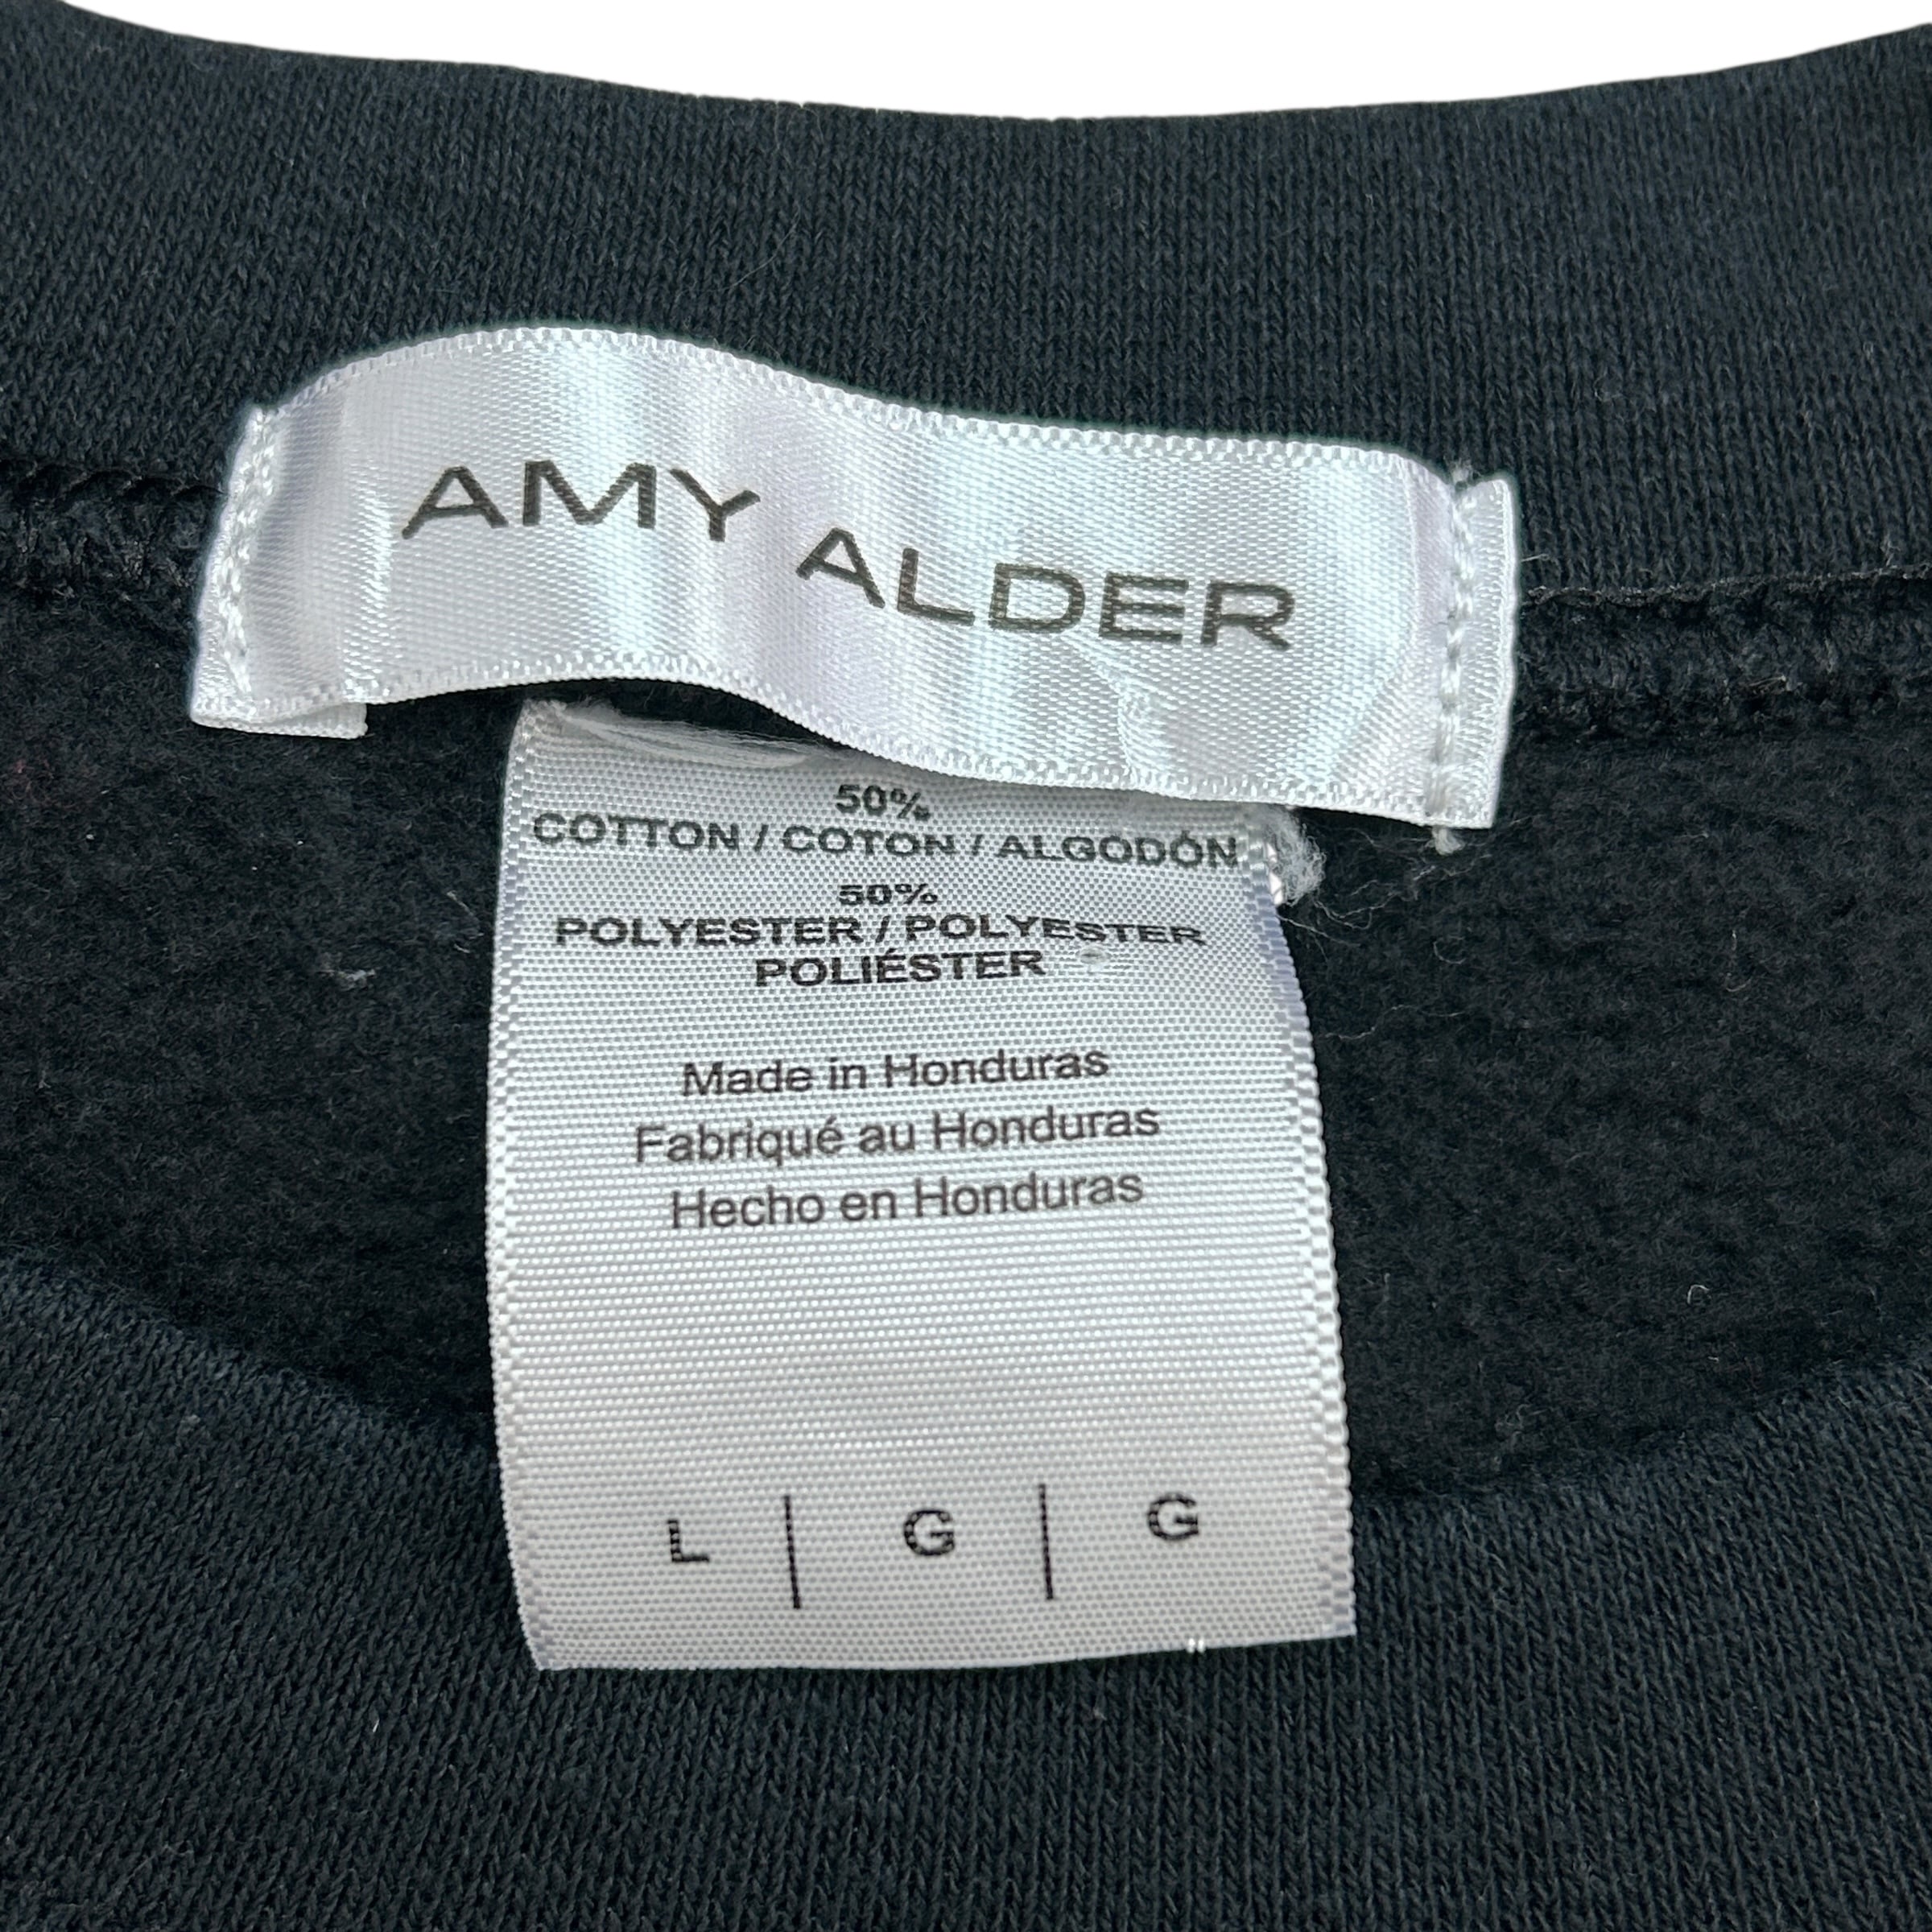 AMY ALDER
50%
COTTON / COTON / ALGODÓN
50%
POLYESTER / POLYESTER
POLIÉSTER
Made in Honduras
Fabriqué au Honduras
Hecho en Honduras
L | G | G